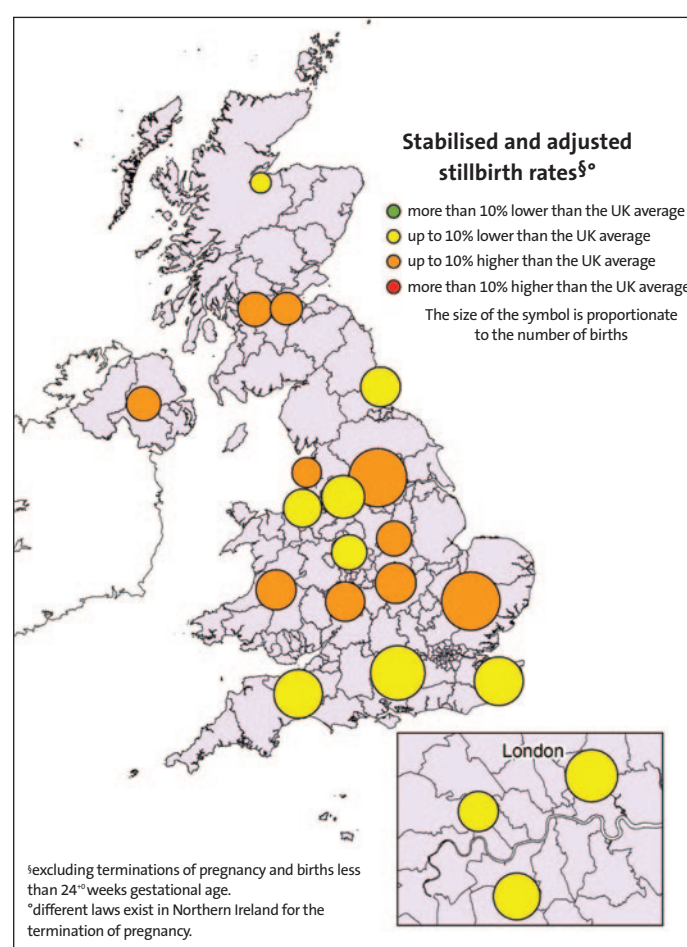 Stabilised and adjusted
stillbirth rates§°
more than 10% lower than the UK average
up to 10% lower than the UK average
up to 10% higher than the UK average
more than 10% higher than the UK average
The size of the symbol is proportionate
to the number of births
London
§excluding terminations of pregnancy and births less
than 24⁺⁰ weeks gestational age.
°different laws exist in Northern Ireland for the
termination of pregnancy.